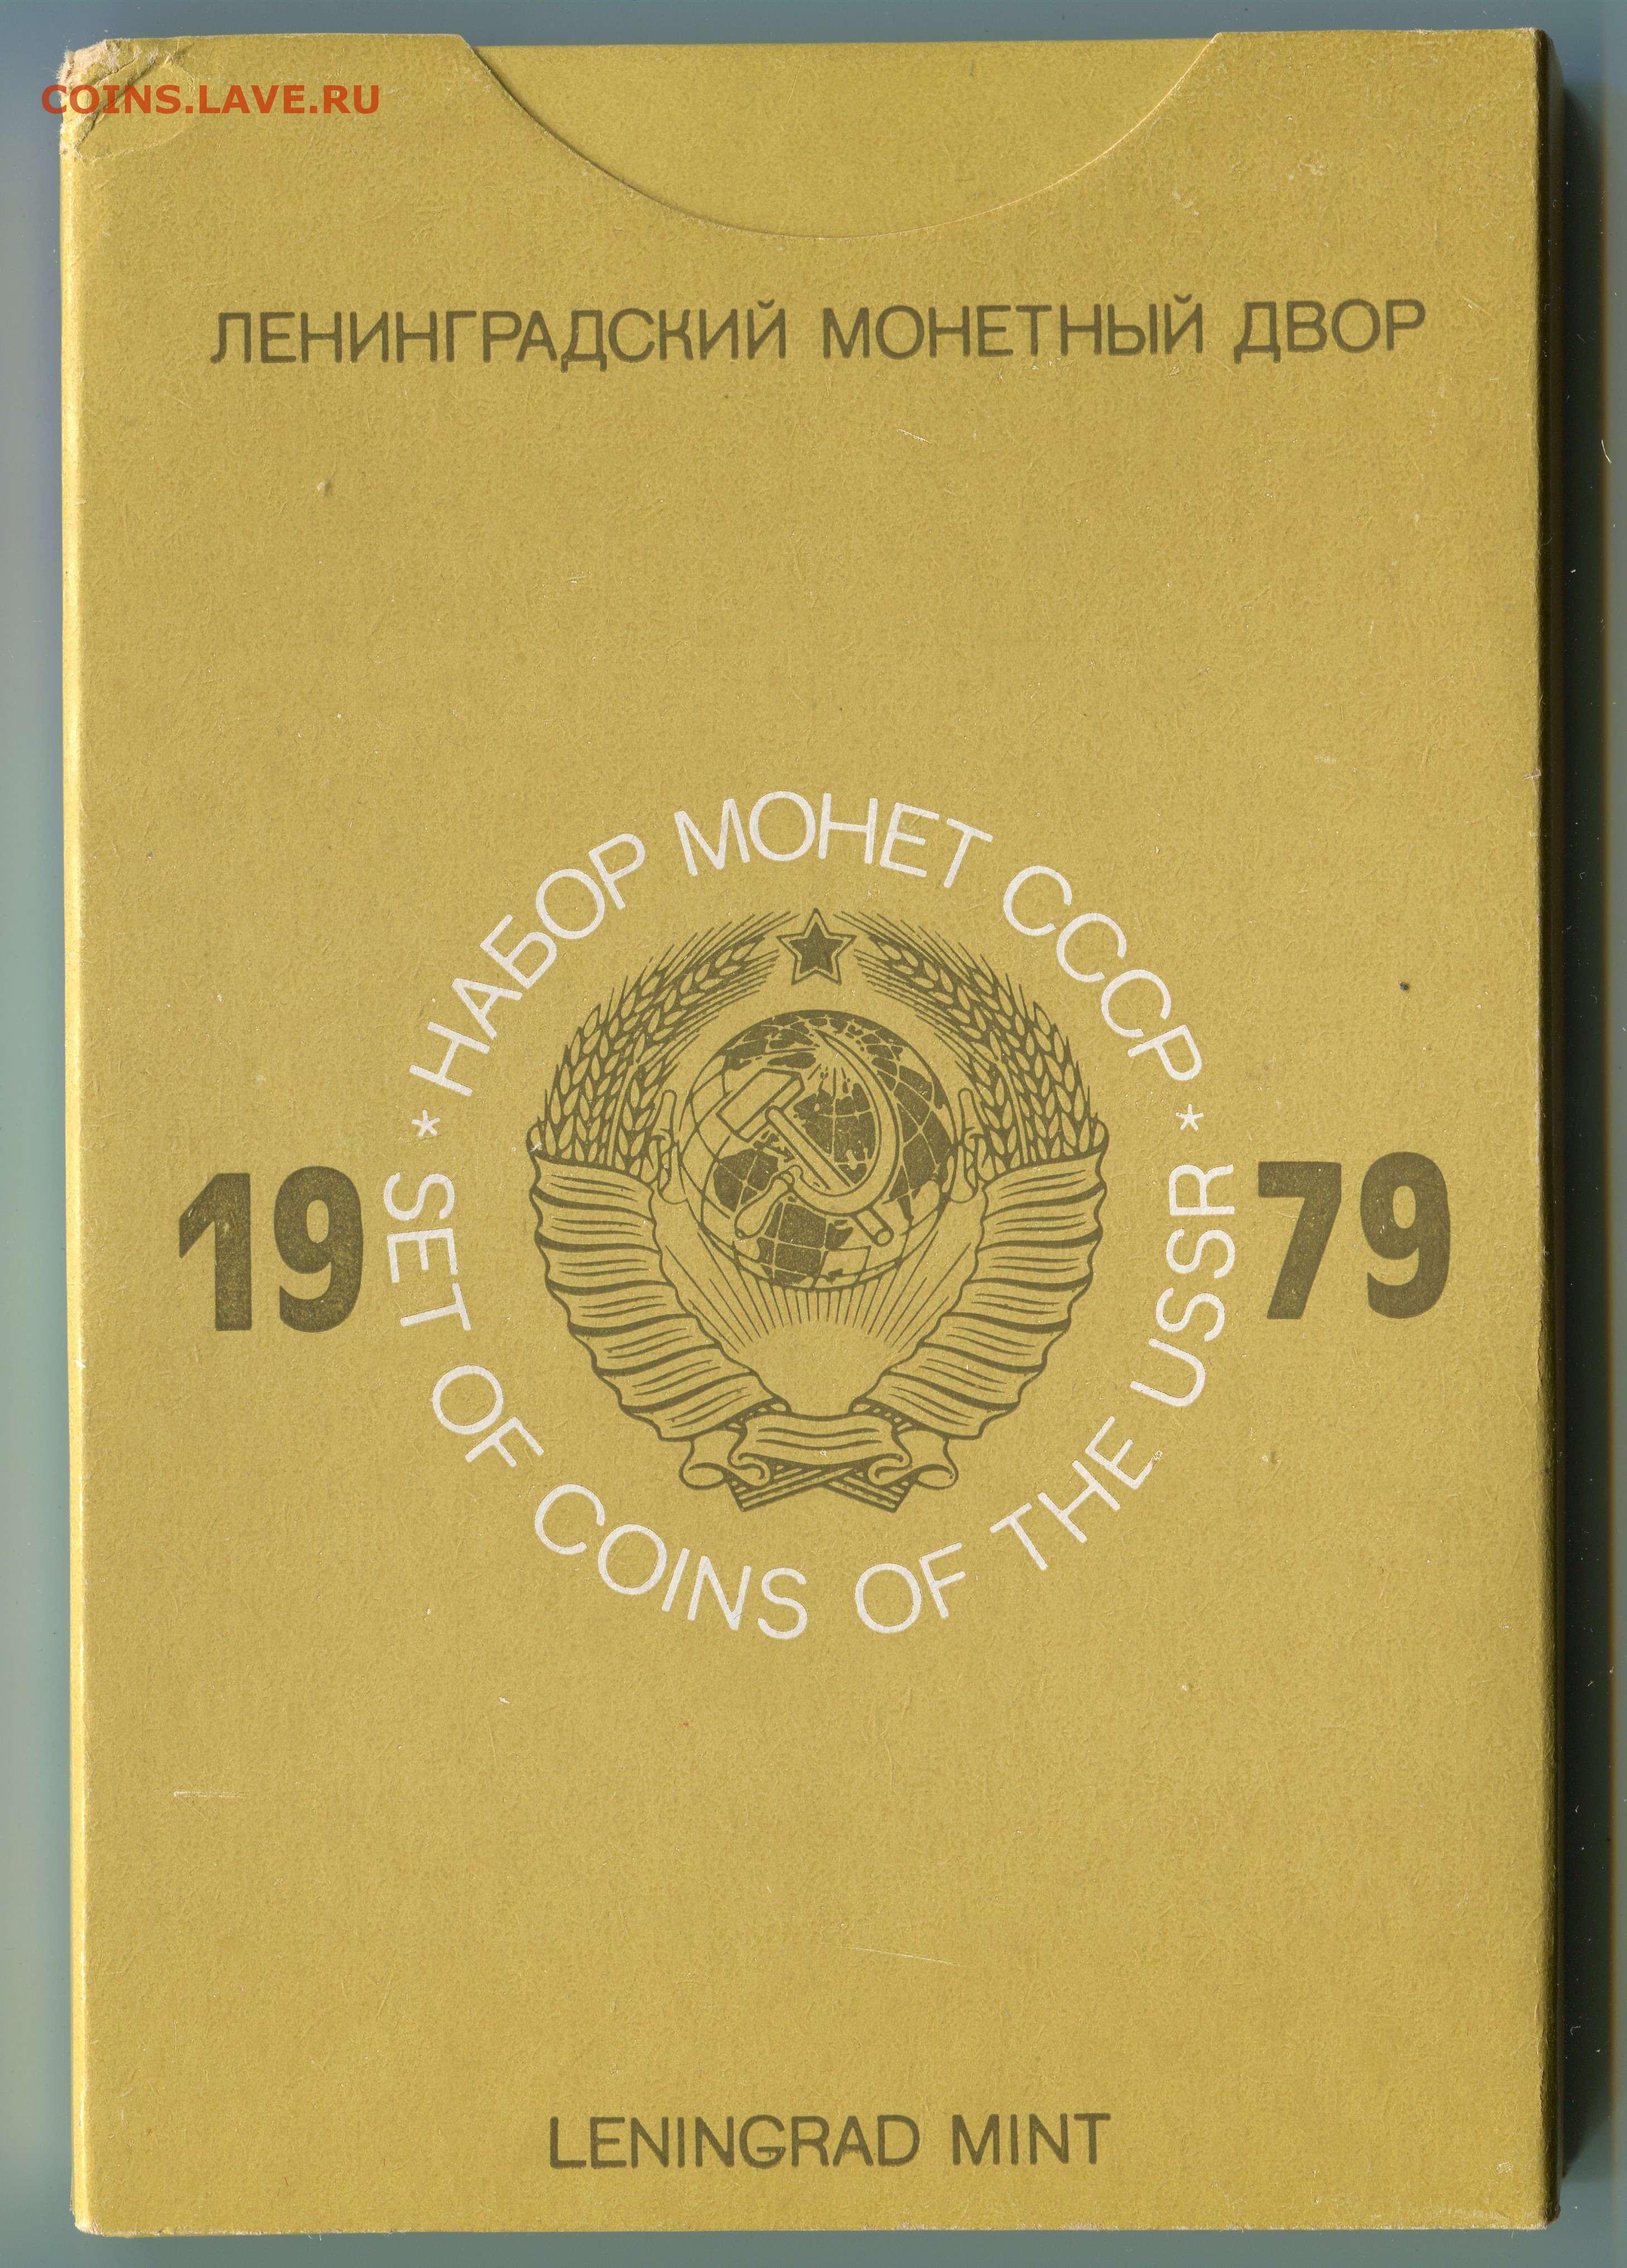 COINS.LAVE.RU
ЛЕНИНГРАДСКИЙ МОНЕТНЫЙ ДВОР
* НАБОР МОНЕТ СССР *
19 79
SET OF COINS OF THE USSR
LENINGRAD MINT